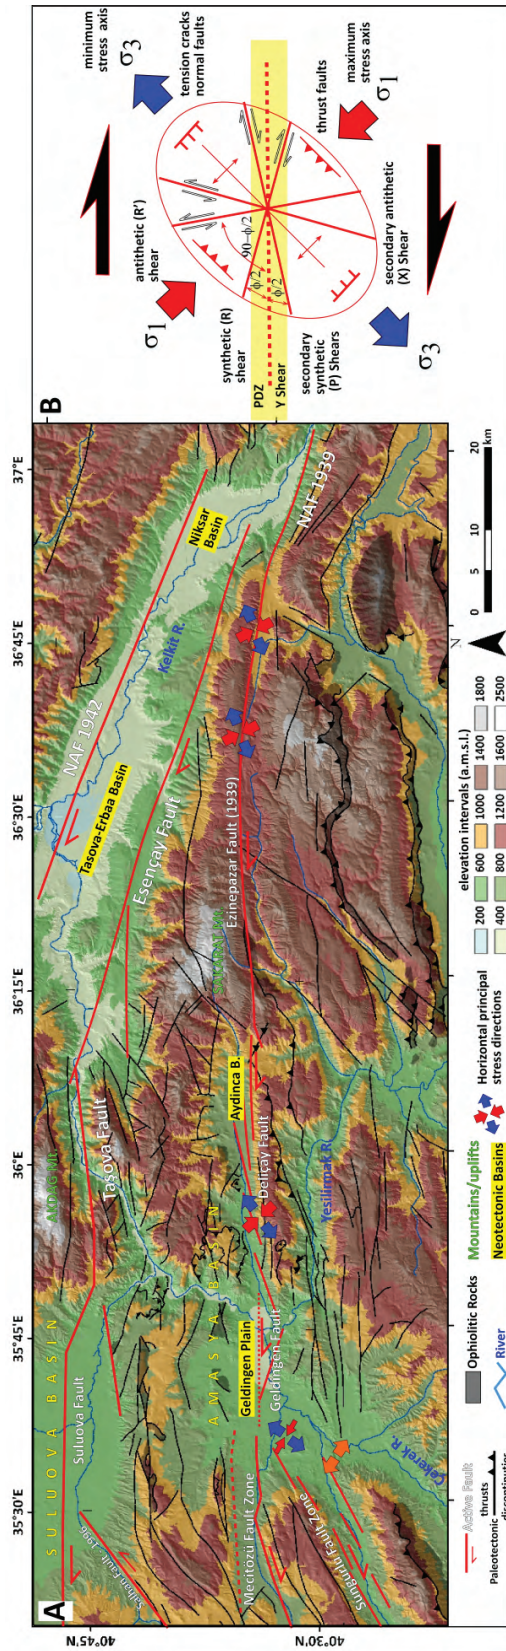 A
35°30'E
35°45'E
36°E
36°15'E
36°30'E
36°45'E
37°E
40°45'N
40°30'N
SULUOVA BASIN
AKDAĞ Mt.
Suluova Fault
Salhan Fault - 1996
Tasova Fault
AMASYA BASIN
NAF 1942
Tasova-Erbaa Basin
Kelkit R.
Niksar
Basin
Esençay Fault
Geldingen Plain
Aydinca B.
Mecitözü Fault Zone
Geldingen Fault
Deliçay Fault
Ezinepazar Fault (1939)
NAF 1939
Sungurlu Fault Zone
Çekerek R.
Yesilirmak R.
Active Fault
Paleotectonic
thrusts
discontinuities
Ophiolitic Rocks
River
Mountains/uplifts
Neotectonic Basins
Horizontal principal
stress directions
elevation intervals (a.m.s.l.)
200
600
1000
1400
1800
400
800
1200
1600
2500
N
0
5
10
20
km
B
minimum
stress axis
σ3
tension cracks
normal faults
antithetic (R')
shear
σ1
synthetic (R)
shear
PDZ
Y Shear
90-ϕ/2
ϕ/2
ϕ/2
secondary
synthetic
(P) Shears
σ3
secondary antithetic
(X) Shear
thrust faults
maximum
stress axis
σ1